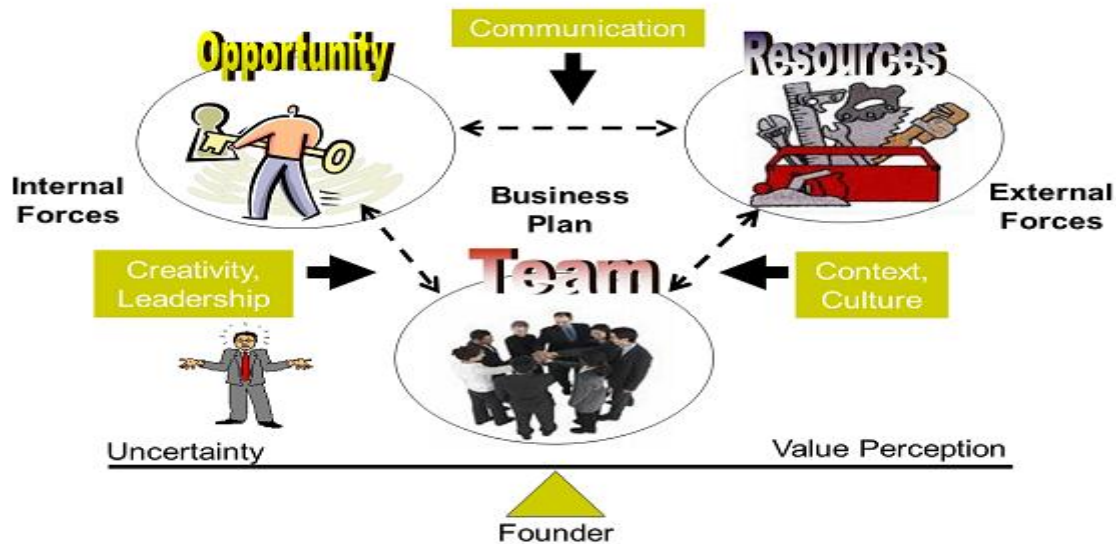 Communication
Opportunity
Resources
Internal
Forces
Business
Plan
External
Forces
Creativity,
Leadership
Team
Context,
Culture
Uncertainty
Value Perception
Founder